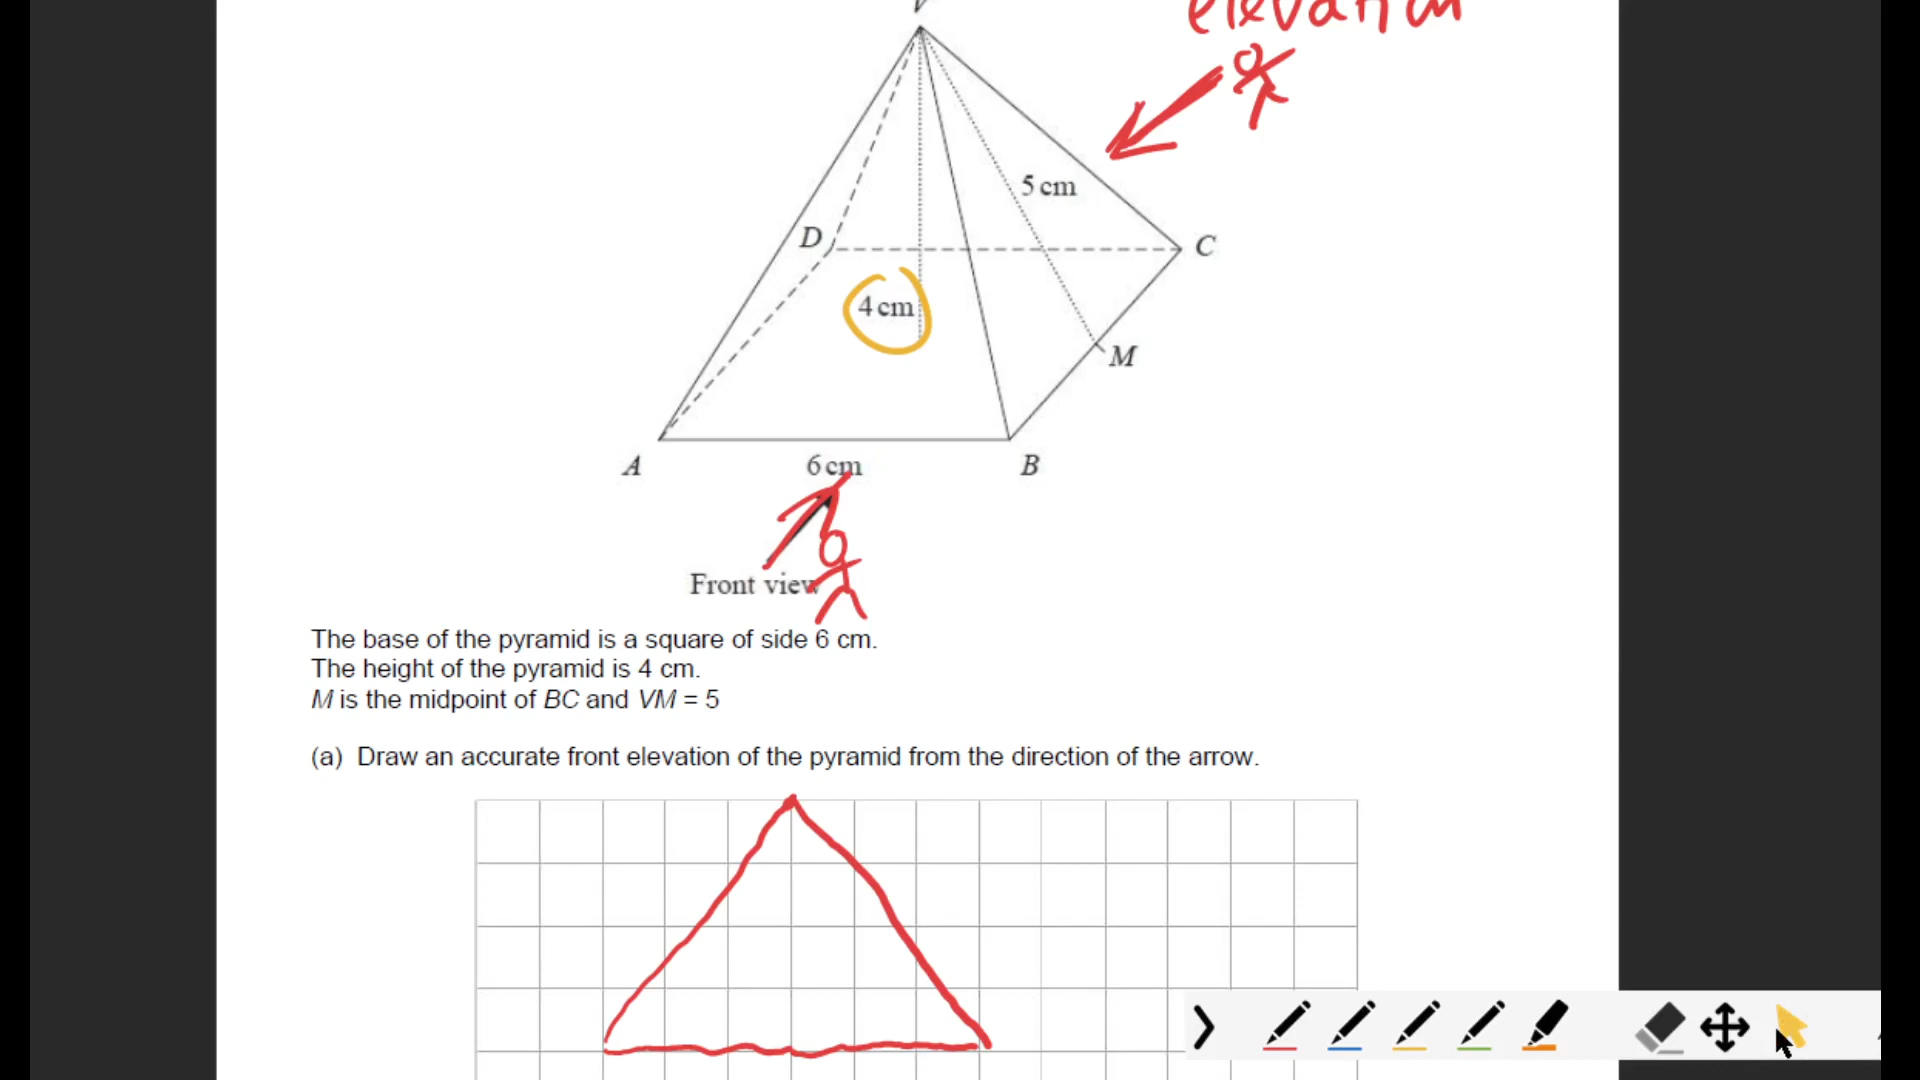 V
elevation
5 cm
D
C
4 cm
M
A
6 cm
B
Front view
The base of the pyramid is a square of side 6 cm.
The height of the pyramid is 4 cm.
M is the midpoint of BC and VM = 5
(a) Draw an accurate front elevation of the pyramid from the direction of the arrow.